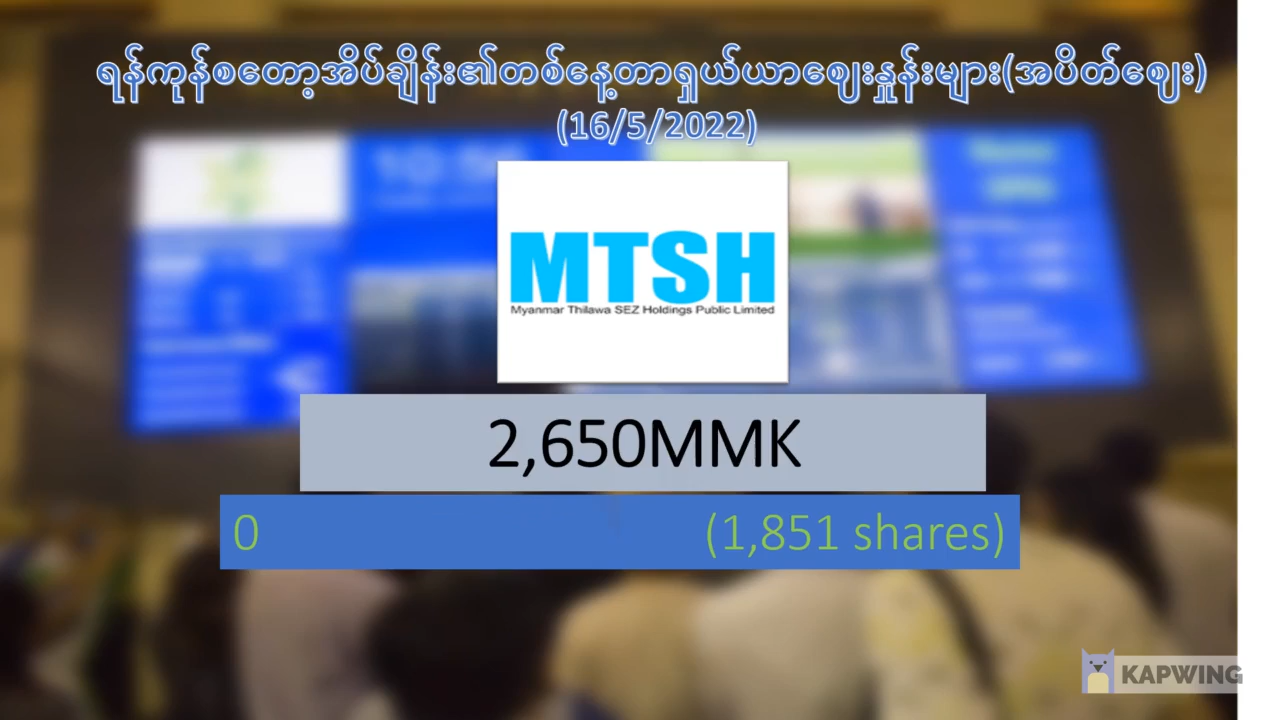 ရန်ကုန်စတော့အိပ်ချိန်း၏တစ်နေ့တာရှယ်ယာဈေးနှုန်းများ(အပိတ်ဈေး)
(16/5/2022)
MTSH
Myanmar Thilawa SEZ Holdings Public Limited
2,650MMK
0 (1,851 shares)
KAPWING